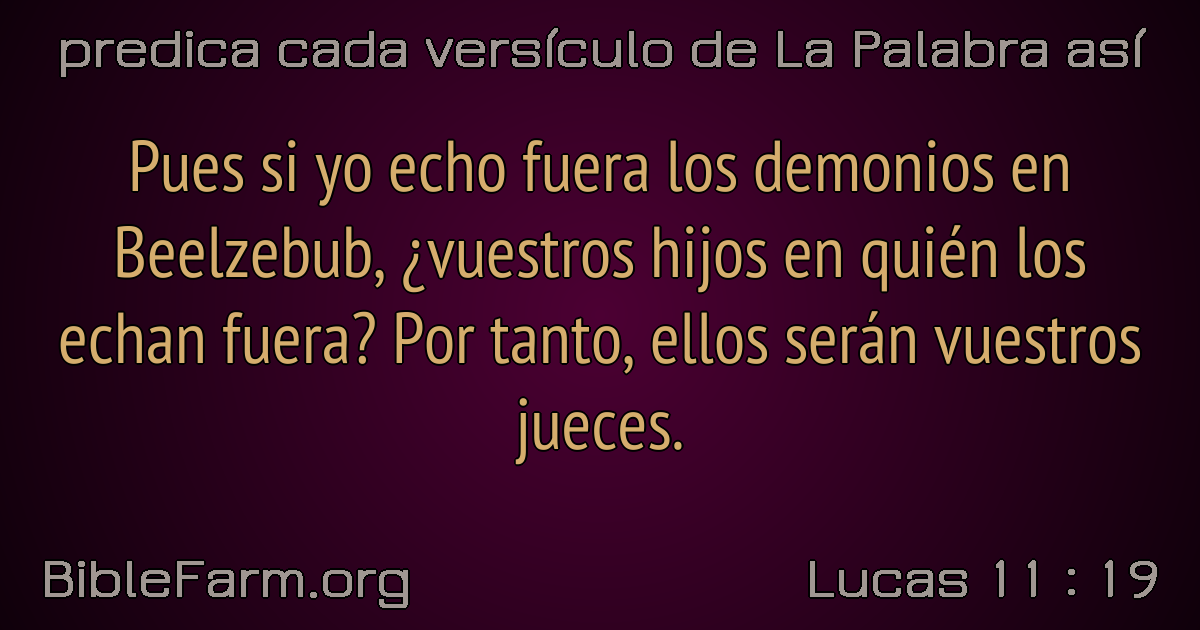 predica cada versículo de La Palabra así
Pues si yo echo fuera los demonios en
Beelzebub, ¿vuestros hijos en quién los
echan fuera? Por tanto, ellos serán vuestros
jueces.
BibleFarm.org
Lucas 11 : 19